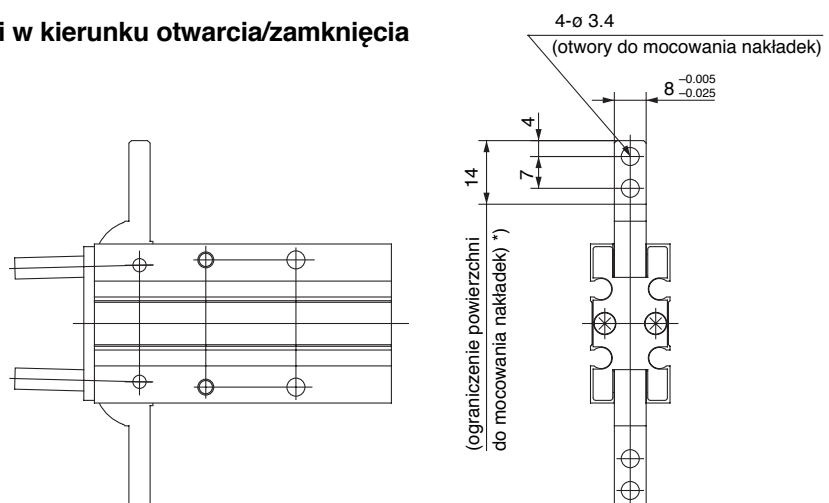 i w kierunku otwarcia/zamknięcia
4-ø 3.4
(otwory do mocowania nakładek)
8 –0.005 –0.025
4
14
7
(ograniczenie powierzchni
do mocowania nakładek) *)